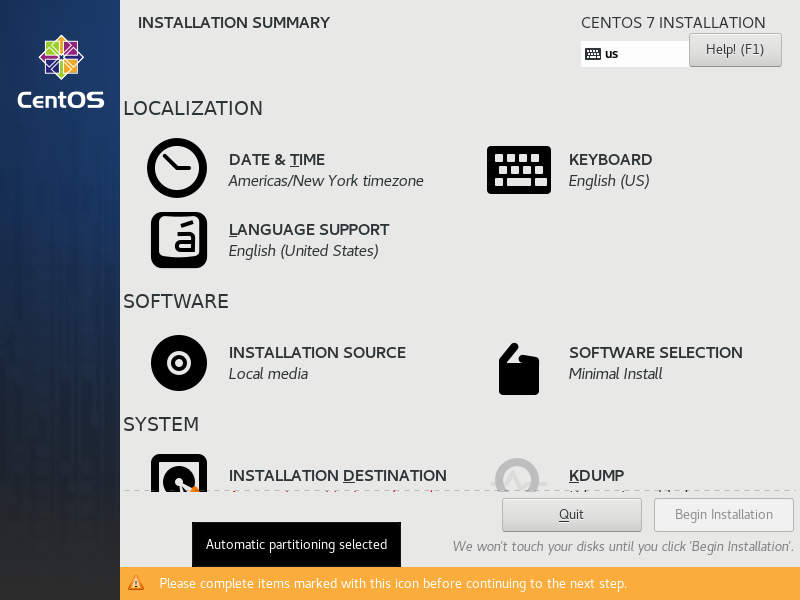 INSTALLATION SUMMARY
CENTOS 7 INSTALLATION
us
Help! (F1)
CentOS
LOCALIZATION
DATE & TIME
Americas/New York timezone
KEYBOARD
English (US)
á
LANGUAGE SUPPORT
English (United States)
SOFTWARE
INSTALLATION SOURCE
Local media
SOFTWARE SELECTION
Minimal Install
SYSTEM
INSTALLATION DESTINATION
KDUMP
Quit
Begin Installation
Automatic partitioning selected
We won't touch your disks until you click 'Begin Installation'.
Please complete items marked with this icon before continuing to the next step.